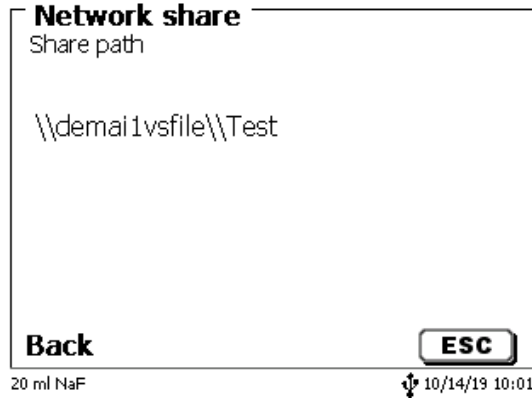 Network share
Share path
\\demai1vsfile\\Test
Back ESC
20 ml NaF 10/14/19 10:01